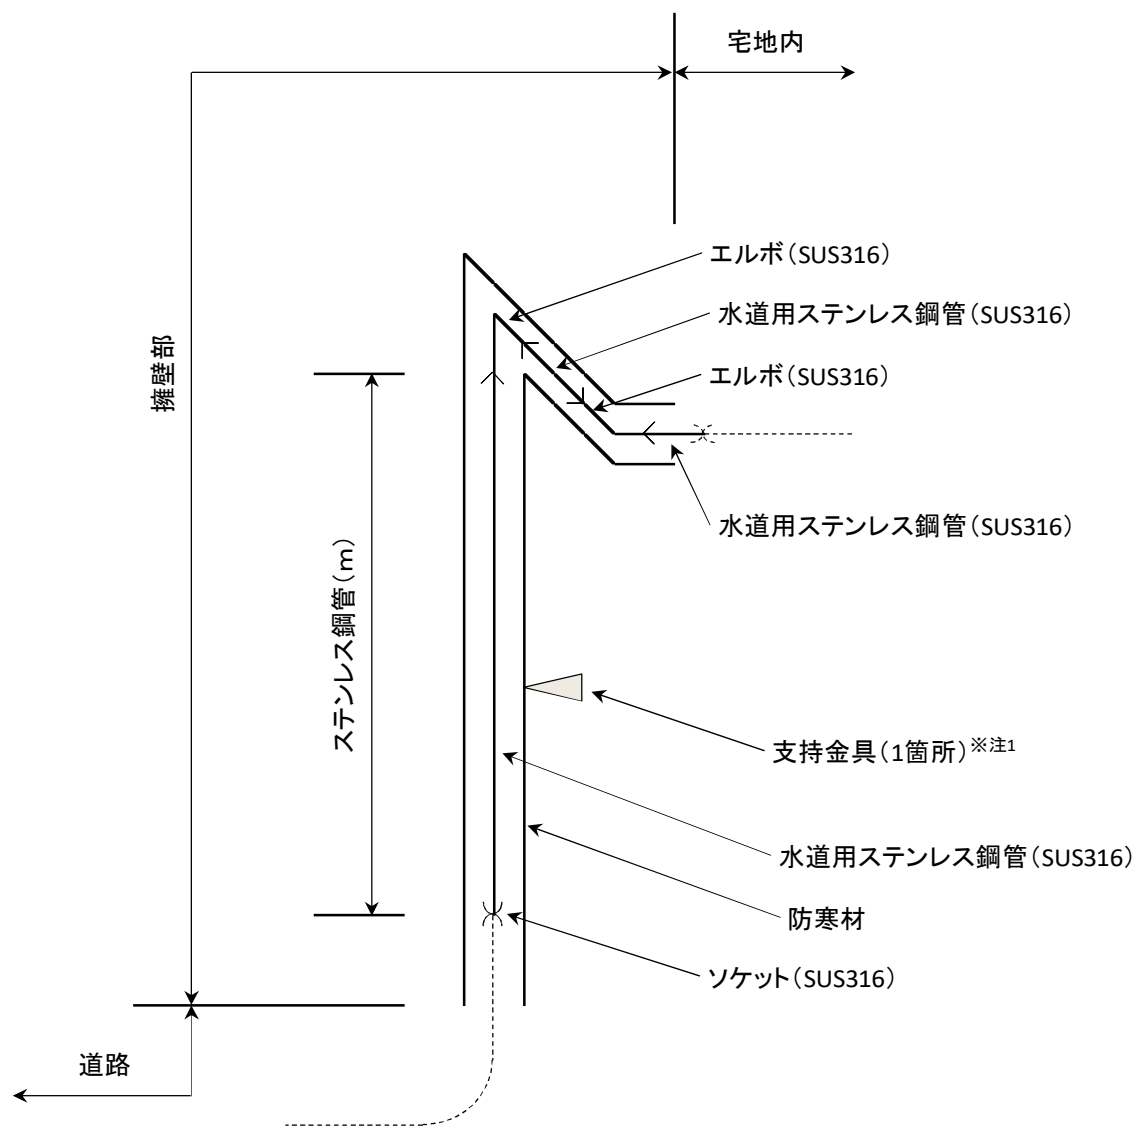 宅地内
エルボ(SUS316)
水道用ステンレス鋼管(SUS316)
擁壁部
エルボ(SUS316)
水道用ステンレス鋼管(SUS316)
ステンレス鋼管(m)
支持金具(1箇所)※注1
水道用ステンレス鋼管(SUS316)
防寒材
ソケット(SUS316)
道路